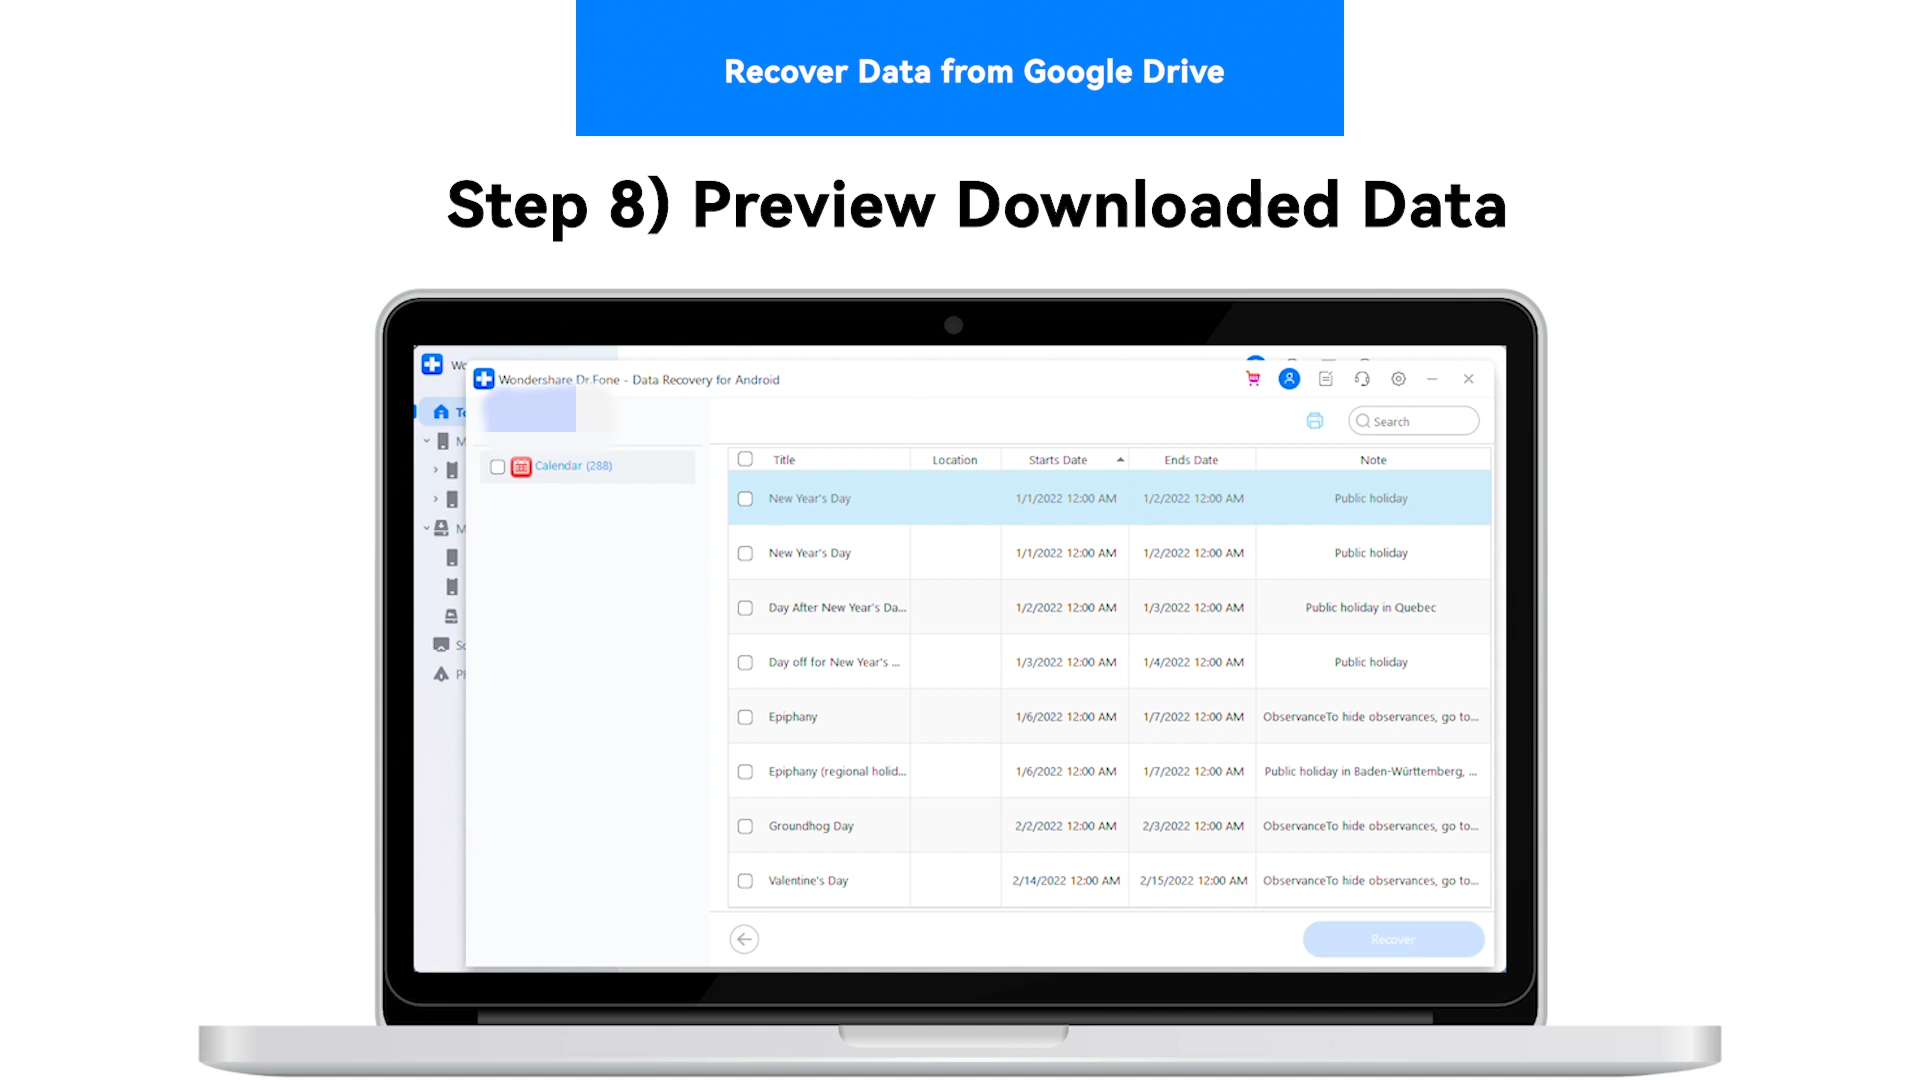 Recover Data from Google Drive
Step 8) Preview Downloaded Data
Wondershare Dr.Fone - Data Recovery for Android
Search
Calendar (288)
Title Location Starts Date Ends Date Note
New Year's Day 1/1/2022 12:00 AM 1/2/2022 12:00 AM Public holiday
New Year's Day 1/1/2022 12:00 AM 1/2/2022 12:00 AM Public holiday
Day After New Year's Da... 1/2/2022 12:00 AM 1/3/2022 12:00 AM Public holiday in Quebec
Day off for New Year's ... 1/3/2022 12:00 AM 1/4/2022 12:00 AM Public holiday
Epiphany 1/6/2022 12:00 AM 1/7/2022 12:00 AM ObservanceTo hide observances, go to...
Epiphany (regional holid... 1/6/2022 12:00 AM 1/7/2022 12:00 AM Public holiday in Baden-Württemberg, ...
Groundhog Day 2/2/2022 12:00 AM 2/3/2022 12:00 AM ObservanceTo hide observances, go to...
Valentine's Day 2/14/2022 12:00 AM 2/15/2022 12:00 AM ObservanceTo hide observances, go to...
Recover